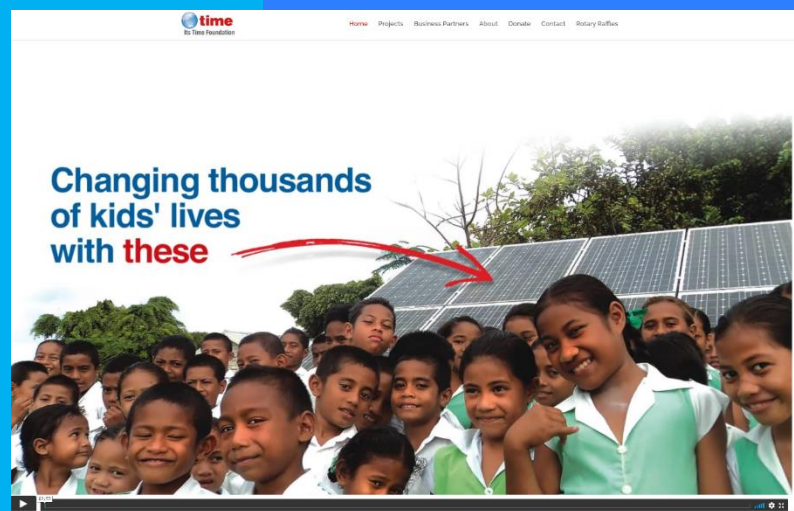 time
Its Time Foundation
Home Projects Business Partners About Donate Contact Rotary Raffles
Changing thousands
of kids' lives
with these